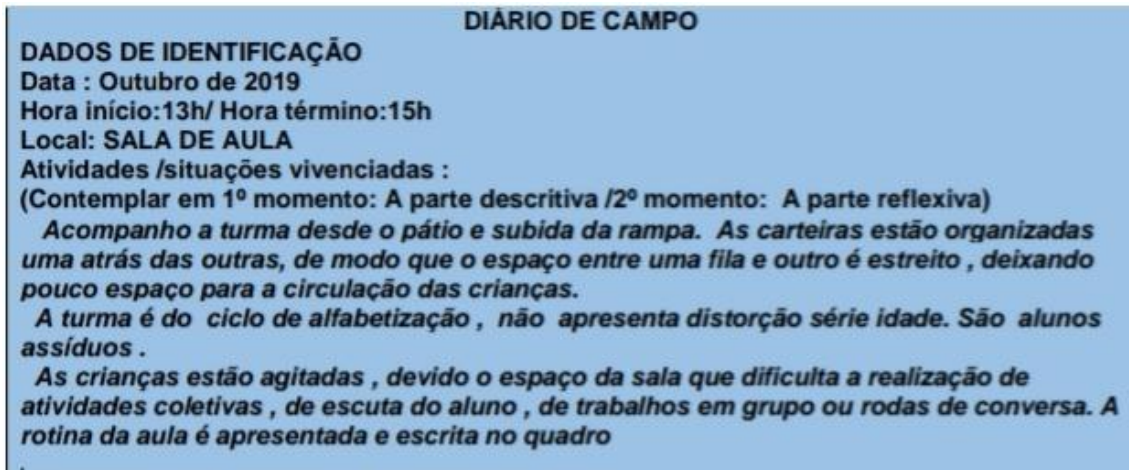 DIÁRIO DE CAMPO
DADOS DE IDENTIFICAÇÃO
Data : Outubro de 2019
Hora início:13h/ Hora término:15h
Local: SALA DE AULA
Atividades /situações vivenciadas :
(Contemplar em 1º momento: A parte descritiva /2º momento: A parte reflexiva)
Acompanho a turma desde o pátio e subida da rampa. As carteiras estão organizadas
uma atrás das outras, de modo que o espaço entre uma fila e outro é estreito , deixando
pouco espaço para a circulação das crianças.
A turma é do ciclo de alfabetização , não apresenta distorção série idade. São alunos
assíduos .
As crianças estão agitadas , devido o espaço da sala que dificulta a realização de
atividades coletivas , de escuta do aluno , de trabalhos em grupo ou rodas de conversa. A
rotina da aula é apresentada e escrita no quadro
.